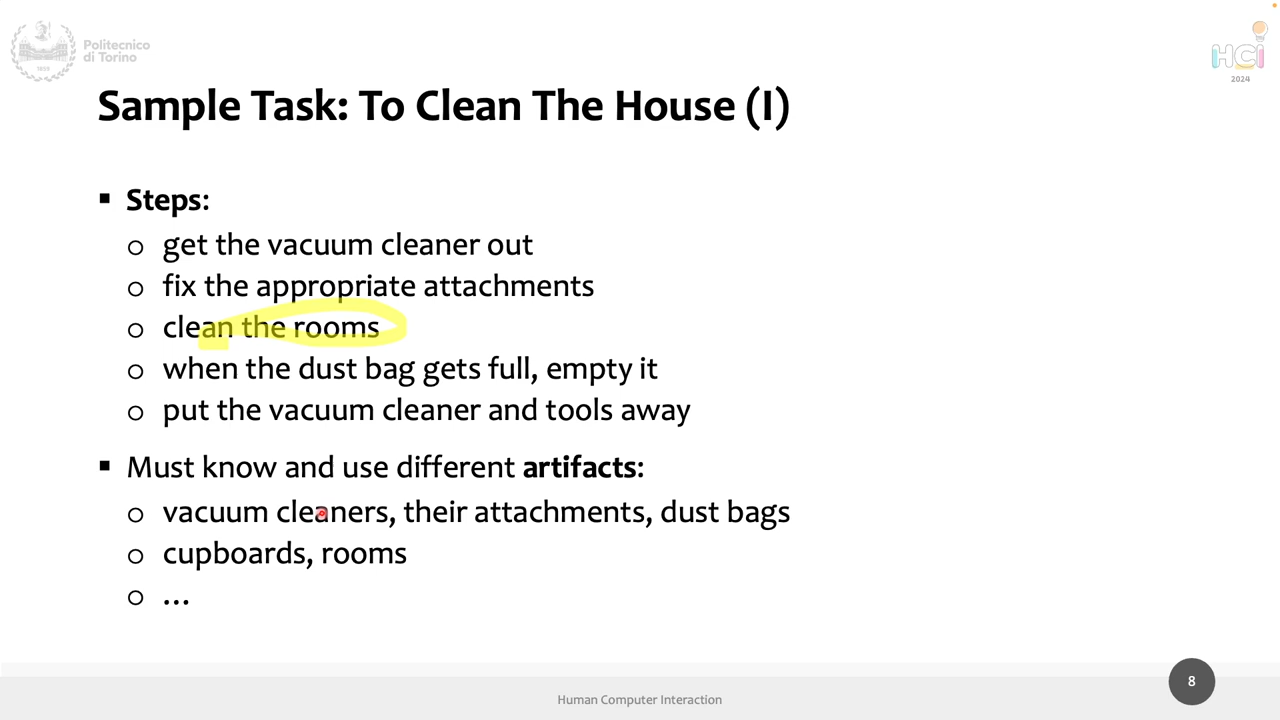 Politecnico
di Torino
1859
HCI
2024
Sample Task: To Clean The House (I)
▪ Steps:
o get the vacuum cleaner out
o fix the appropriate attachments
o clean the rooms
o when the dust bag gets full, empty it
o put the vacuum cleaner and tools away
▪ Must know and use different artifacts:
o vacuum cleaners, their attachments, dust bags
o cupboards, rooms
o ...
Human Computer Interaction
8